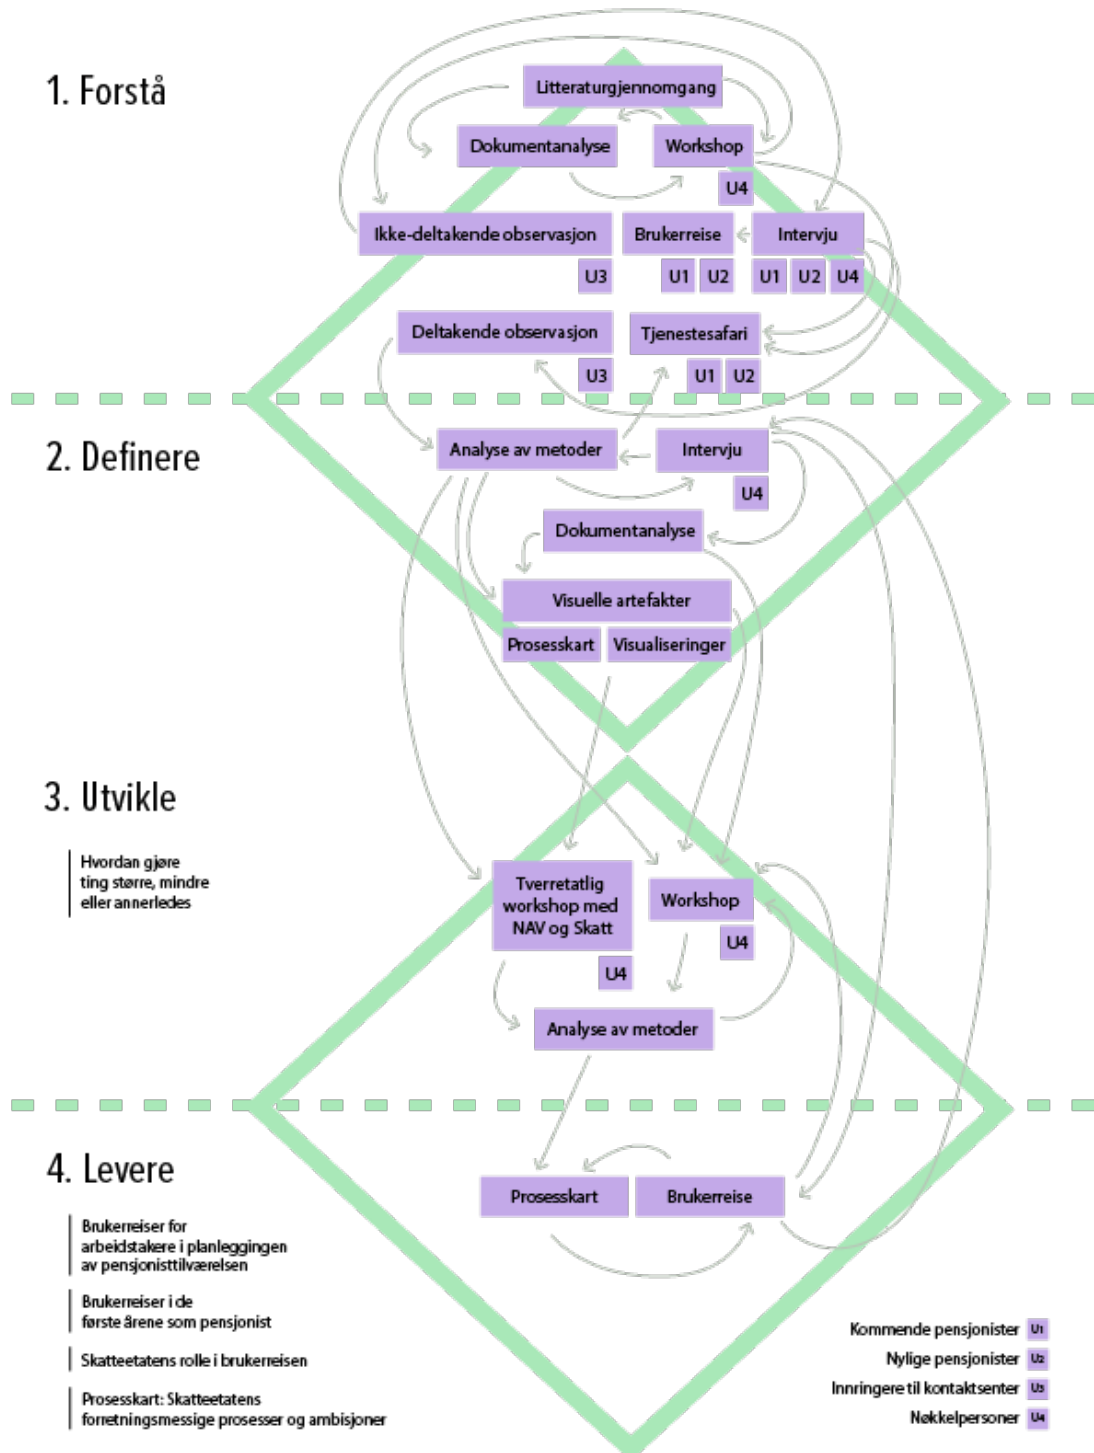 1. Forstå
Litteraturgjennomgang
Dokumentanalyse
Workshop
U4
Ikke-deltakende observasjon
Brukerreise
Intervju
U3
U1
U2
U1
U2
U4
Deltakende observasjon
Tjenestesafari
U3
U1
U2
2. Definere
Analyse av metoder
Intervju
U4
Dokumentanalyse
Visuelle artefakter
Prosesskart
Visualiseringer
3. Utvikle
Hvordan gjøre
ting større, mindre
eller annerledes
Tverretatlig
workshop med
NAV og Skatt
Workshop
U4
U4
Analyse av metoder
4. Levere
Prosesskart
Brukerreise
Brukerreiser for
arbeidstakere i planleggingen
av pensjonisttilværelsen
Brukerreiser i de
første årene som pensjonist
Skatteetatens rolle i brukerreisen
Prosesskart: Skatteetatens
forretningsmessige prosesser og ambisjoner
Kommende pensjonister U1
Nylige pensjonister U2
Innringere til kontaktsenter U3
Nøkkelpersoner U4